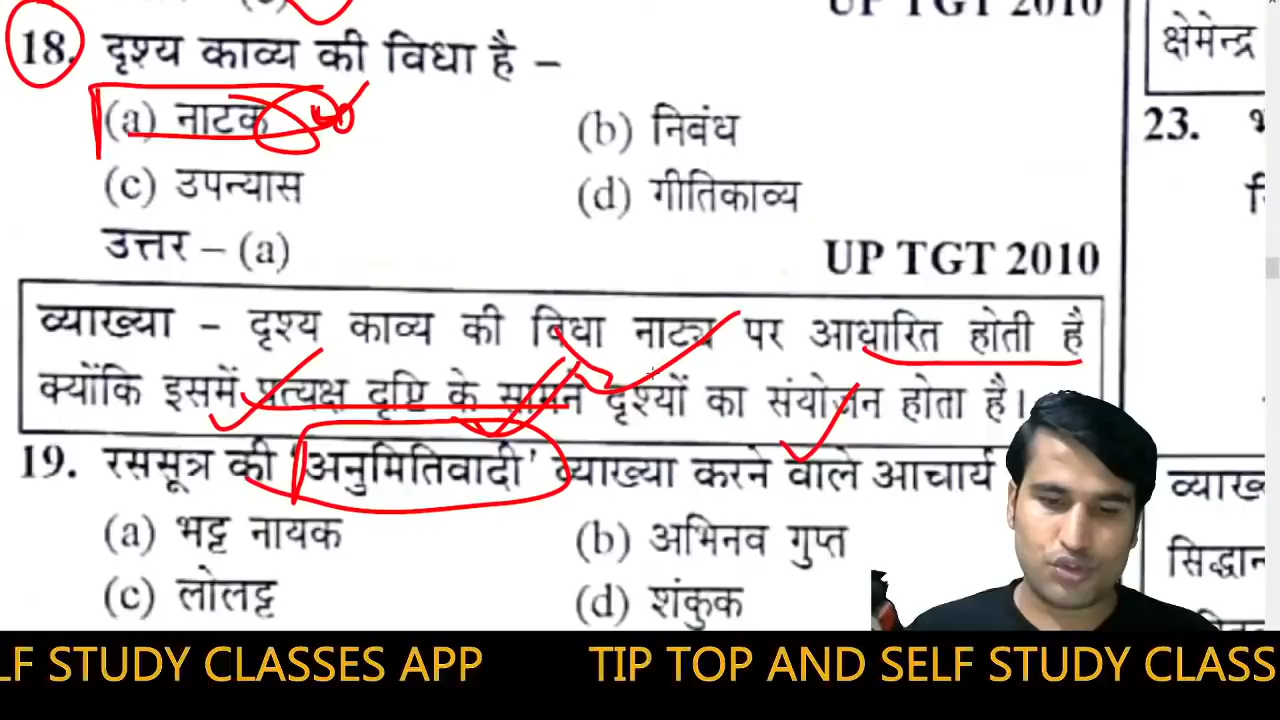 UP TGT 2010
18. दृश्य काव्य की विधा है –
(a) नाटक
(b) निबंध
(c) उपन्यास
(d) गीतिकाव्य
उत्तर – (a)
UP TGT 2010
व्याख्या - दृश्य काव्य की विधा नाट्य पर आधारित होती है
क्योंकि इसमें प्रत्यक्ष दृष्टि के सामने दृश्यों का संयोजन होता है।
19. रससूत्र की 'अनुमितिवादी' व्याख्या करने वाले आचार्य
(a) भट्ट नायक
(b) अभिनव गुप्त
(c) लोलट्ट
(d) शंकुक
क्षेमेन्द्र
23.
LF STUDY CLASSES APP
TIP TOP AND SELF STUDY CLASS